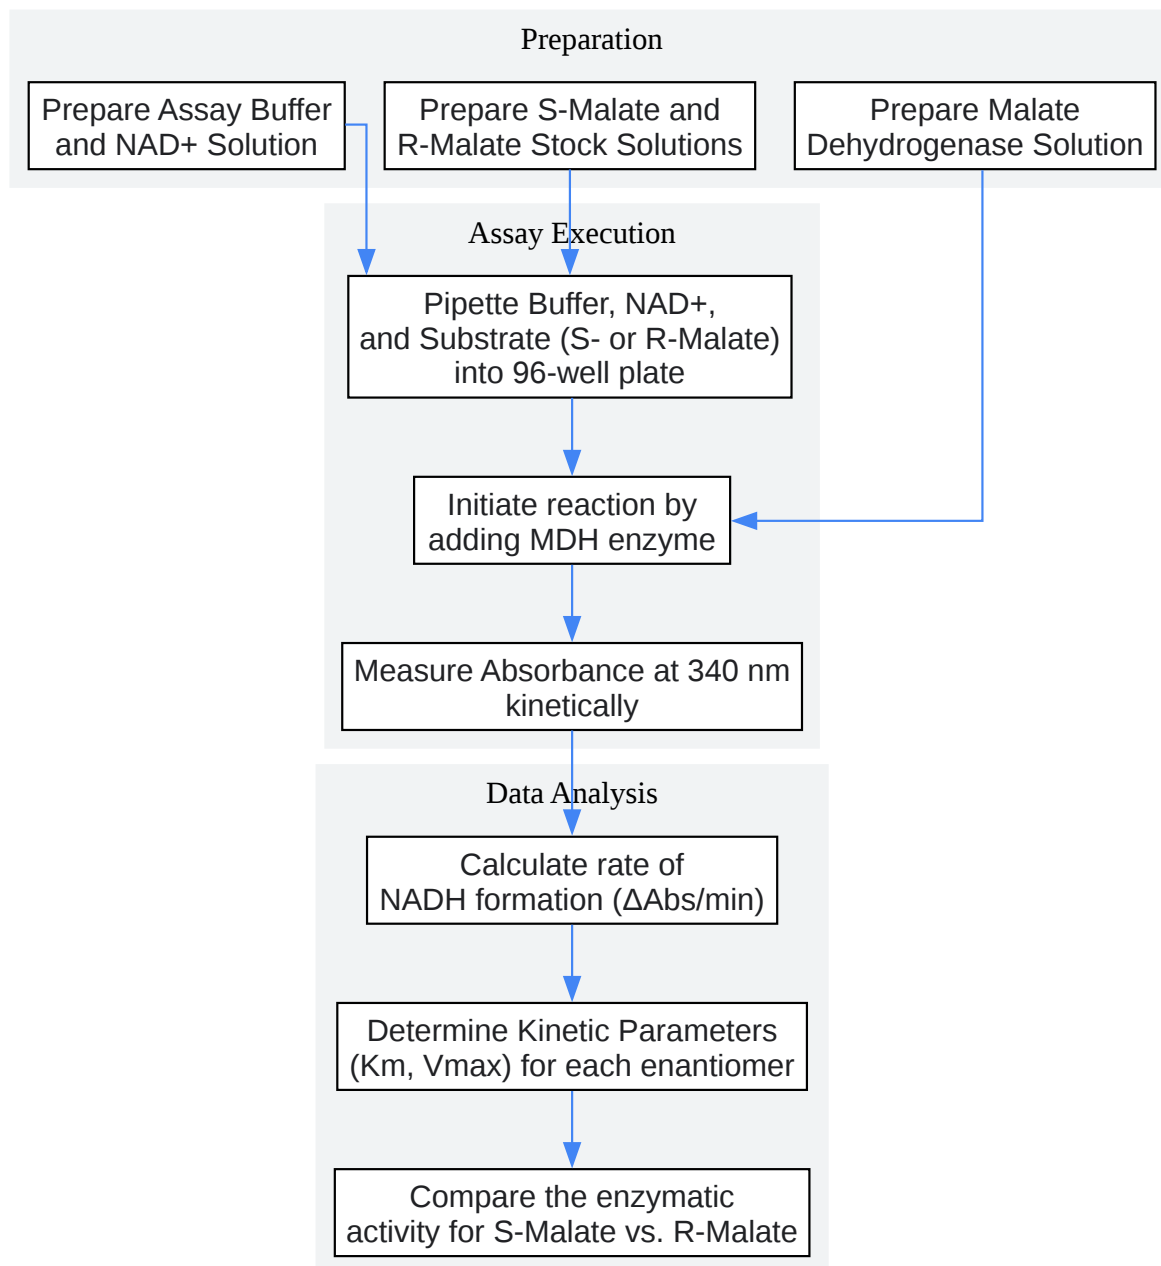 Preparation
Prepare Assay Buffer
and NAD+ Solution
Prepare S-Malate and
R-Malate Stock Solutions
Prepare Malate
Dehydrogenase Solution
Assay Execution
Pipette Buffer, NAD+,
and Substrate (S- or R-Malate)
into 96-well plate
Initiate reaction by
adding MDH enzyme
Measure Absorbance at 340 nm
kinetically
Data Analysis
Calculate rate of
NADH formation (ΔAbs/min)
Determine Kinetic Parameters
(Km, Vmax) for each enantiomer
Compare the enzymatic
activity for S-Malate vs. R-Malate